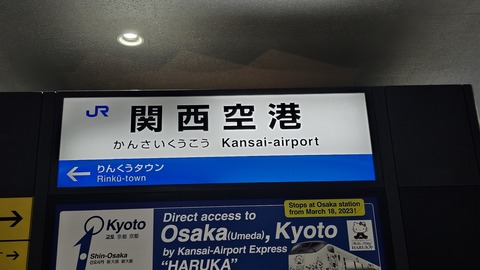 JR 関西空港
かんさいくうこう Kansai-airport
← りんくうタウン
Rinkū-town
Kyoto
Shin-Osaka
Direct access to
Osaka(Umeda), Kyoto
by Kansai-Airport Express
"HARUKA"
Stops at Osaka station
from March 18, 2023!